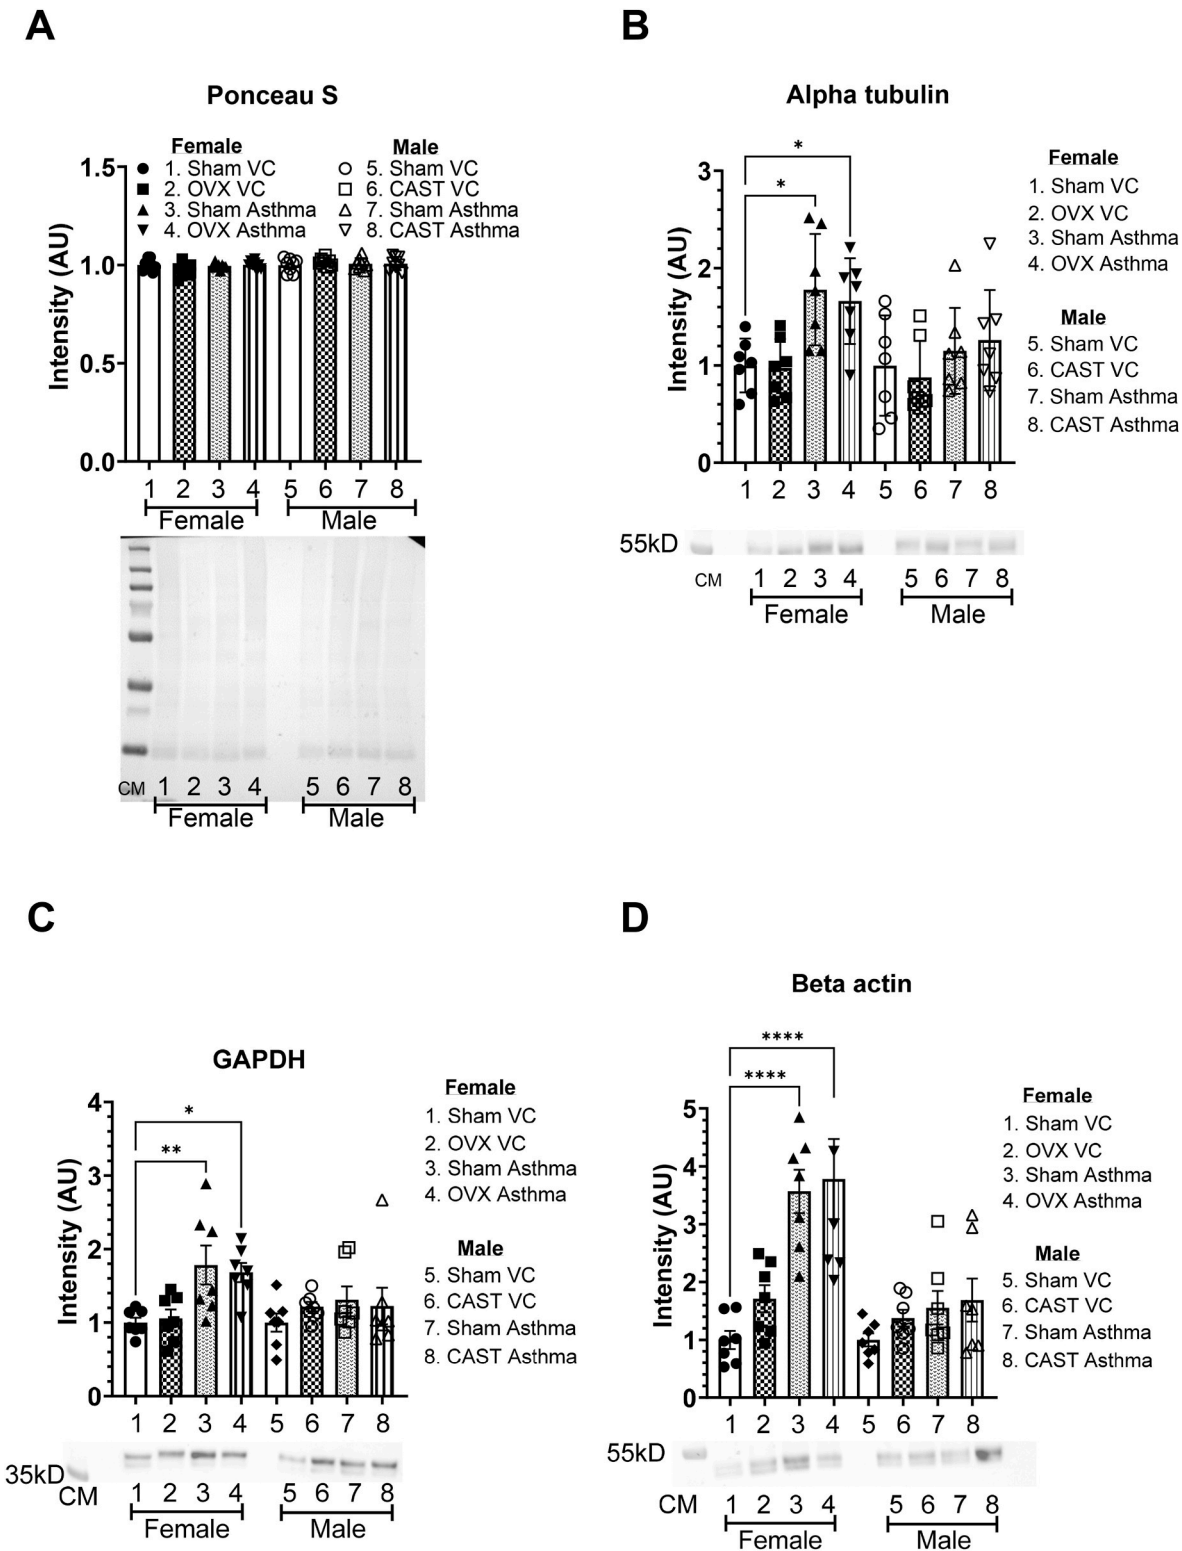 A
Ponceau S
Female
1. Sham VC
2. OVX VC
3. Sham Asthma
4. OVX Asthma
Male
5. Sham VC
6. CAST VC
7. Sham Asthma
8. CAST Asthma
Intensity (AU)
1.5
1.0
0.5
0.0
1 2 3 4 5 6 7 8
Female Male
CM 1 2 3 4 5 6 7 8
Female Male
B
Alpha tubulin
* 
*
Intensity (AU)
3
2
1
0
1 2 3 4 5 6 7 8
Female
1. Sham VC
2. OVX VC
3. Sham Asthma
4. OVX Asthma
Male
5. Sham VC
6. CAST VC
7. Sham Asthma
8. CAST Asthma
55kD
CM 1 2 3 4 5 6 7 8
Female Male
C
GAPDH
*
**
Intensity (AU)
4
3
2
1
0
1 2 3 4 5 6 7 8
Female
1. Sham VC
2. OVX VC
3. Sham Asthma
4. OVX Asthma
Male
5. Sham VC
6. CAST VC
7. Sham Asthma
8. CAST Asthma
35kD
CM 1 2 3 4 5 6 7 8
Female Male
D
Beta actin
****
****
Intensity (AU)
5
4
3
2
1
0
1 2 3 4 5 6 7 8
Female
1. Sham VC
2. OVX VC
3. Sham Asthma
4. OVX Asthma
Male
5. Sham VC
6. CAST VC
7. Sham Asthma
8. CAST Asthma
55kD
CM 1 2 3 4 5 6 7 8
Female Male